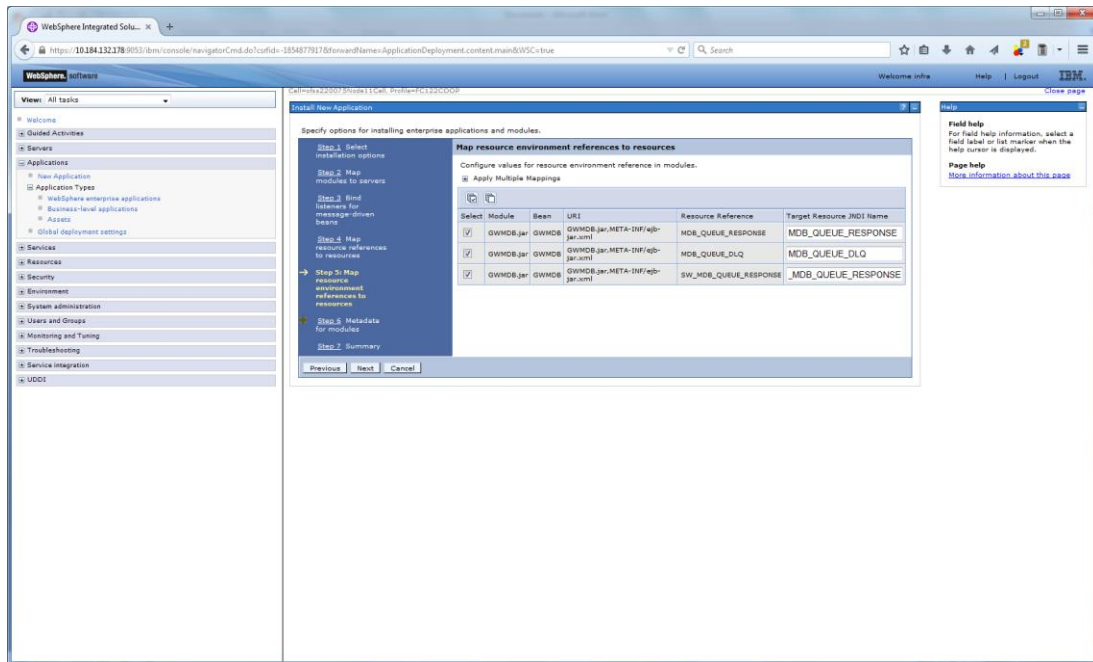 WebSphere Integrated Solu... × +
https://10.184.132.178:9053/ibm/console/navigatorCmd.do?csrfid=-1854877917&forwardName=ApplicationDeployment.content.main&WSC=true
Search
WebSphere. software
Welcome infra
Help | Logout
IBM.
View: All tasks
Welcome
Guided Activities
Servers
Applications
New Application
Application Types
WebSphere enterprise applications
Business-level applications
Assets
Global deployment settings
Services
Resources
Security
Environment
System administration
Users and Groups
Monitoring and Tuning
Troubleshooting
Service integration
UDDI
Profile=FC122COOP
Close page
Install New Application
Specify options for installing enterprise applications and modules.
Step 1 Select
installation options
Step 2 Map
modules to servers
Step 3 Bind
listeners for
message-driven
beans
Step 4 Map
resource references
to resources
Step 5: Map
resource
environment
references to
resources
Step 6 Metadata
for modules
Step 7 Summary
Map resource environment references to resources
Configure values for resource environment reference in modules.
Apply Multiple Mappings
Select Module Bean URI Resource Reference Target Resource JNDI Name
GWMDB.jar GWMDB GWMDB.jar,META-INF/ejb-
jar.xml MDB_QUEUE_RESPONSE MDB_QUEUE_RESPONSE
GWMDB.jar GWMDB GWMDB.jar,META-INF/ejb-
jar.xml MDB_QUEUE_DLQ MDB_QUEUE_DLQ
GWMDB.jar GWMDB GWMDB.jar,META-INF/ejb-
jar.xml SW_MDB_QUEUE_RESPONSE _MDB_QUEUE_RESPONSE
Previous Next Cancel
Help
Field help
For field help information, select a
field label or list marker when the
help cursor is displayed.
Page help
More information about this page